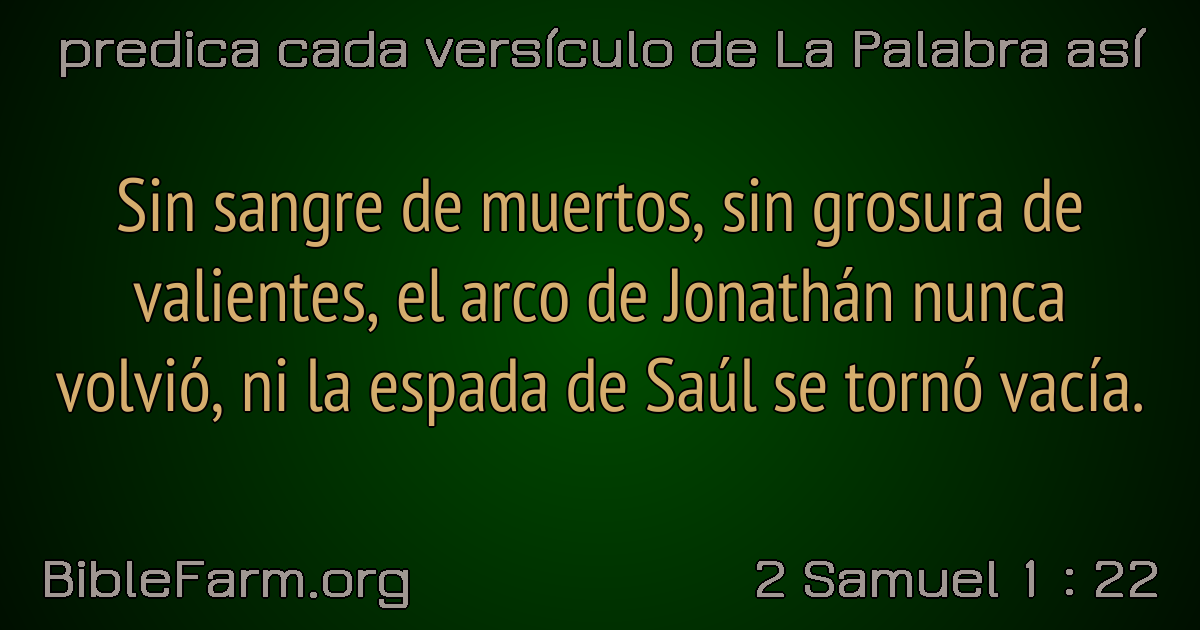 predica cada versículo de La Palabra así
Sin sangre de muertos, sin grosura de
valientes, el arco de Jonathán nunca
volvió, ni la espada de Saúl se tornó vacía.
BibleFarm.org
2 Samuel 1 : 22